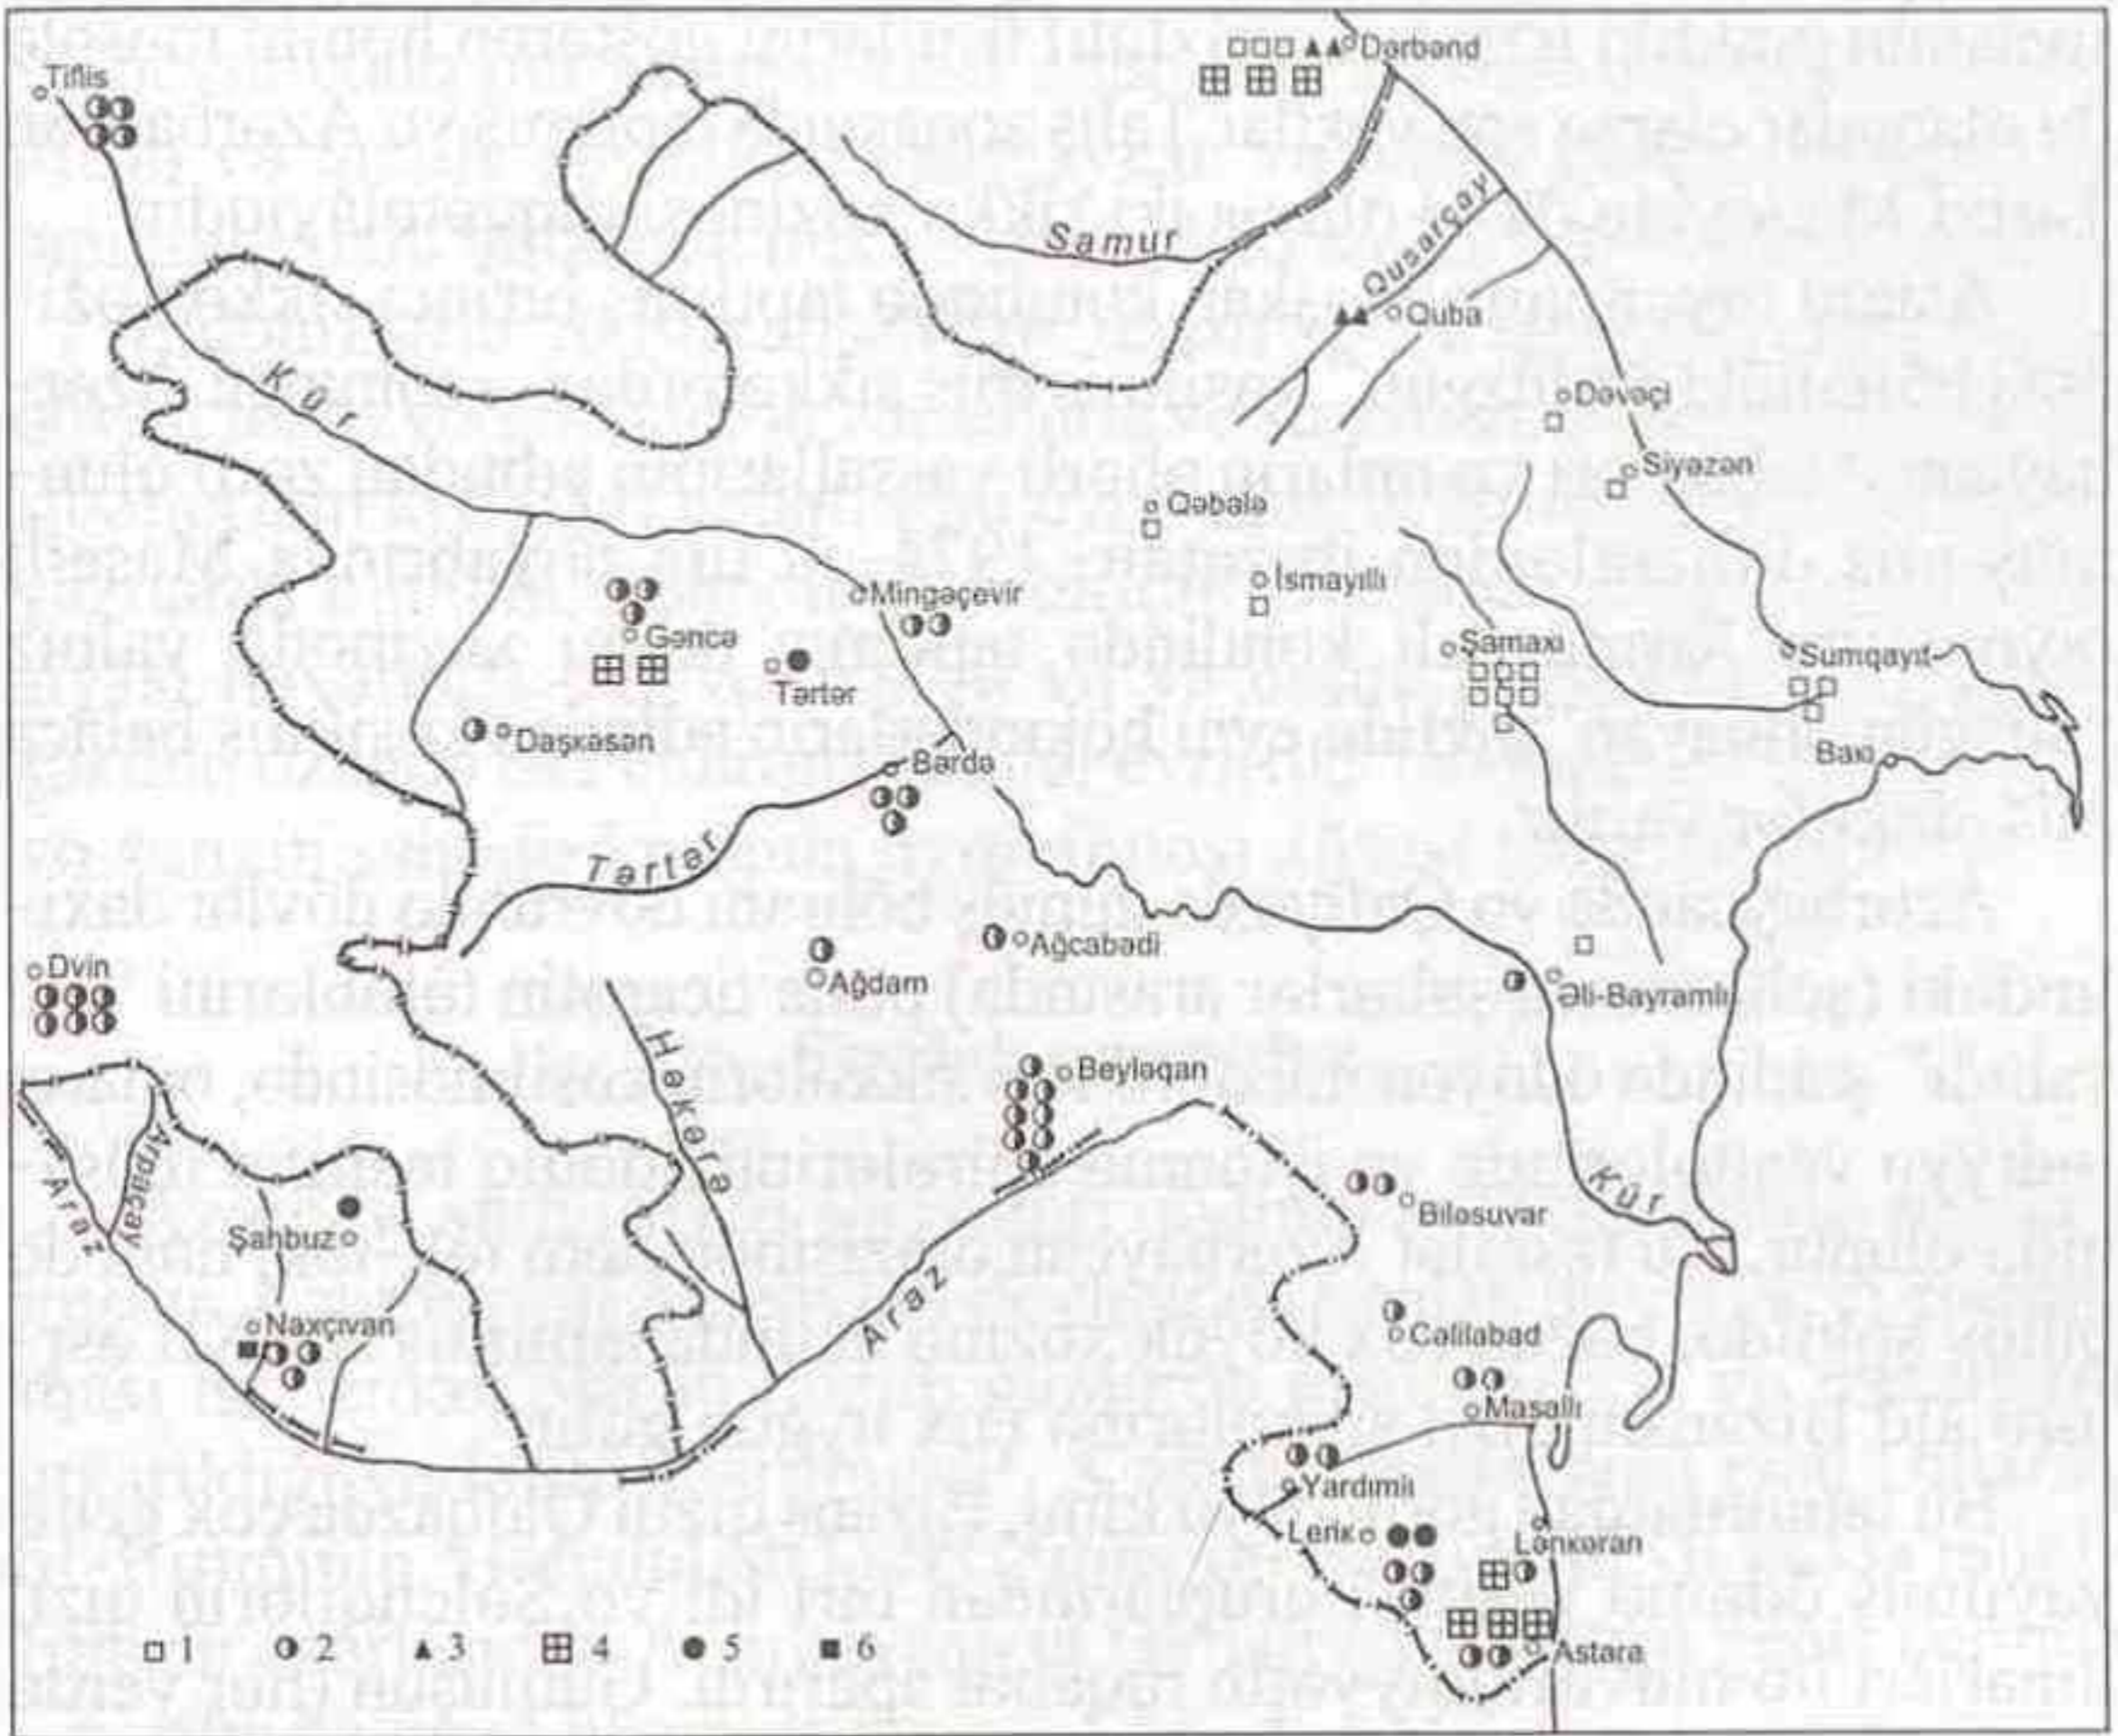 Tiflis
Dərbənd
Samur
Qusarçay
Quba
Kür
Dəvəçi
Siyəzən
Qəbələ
İsmayıllı
Mingəçevir
Gəncə
Tərtər
Şamaxı
Sumqayıt
Daşkəsən
Bərdə
Bakı
Tərtər
Dvin
Ağdam
Ağcabədi
Əli-Bayramlı
Həkərə
Beyləqan
Araz
Arpaçay
Şahbuz
Biləsuvar
Kür
Naxçıvan
Araz
Cəlilabad
Masallı
Yardımlı
Lerik
Lənkəran
Astara
1 2 3 4 5 6